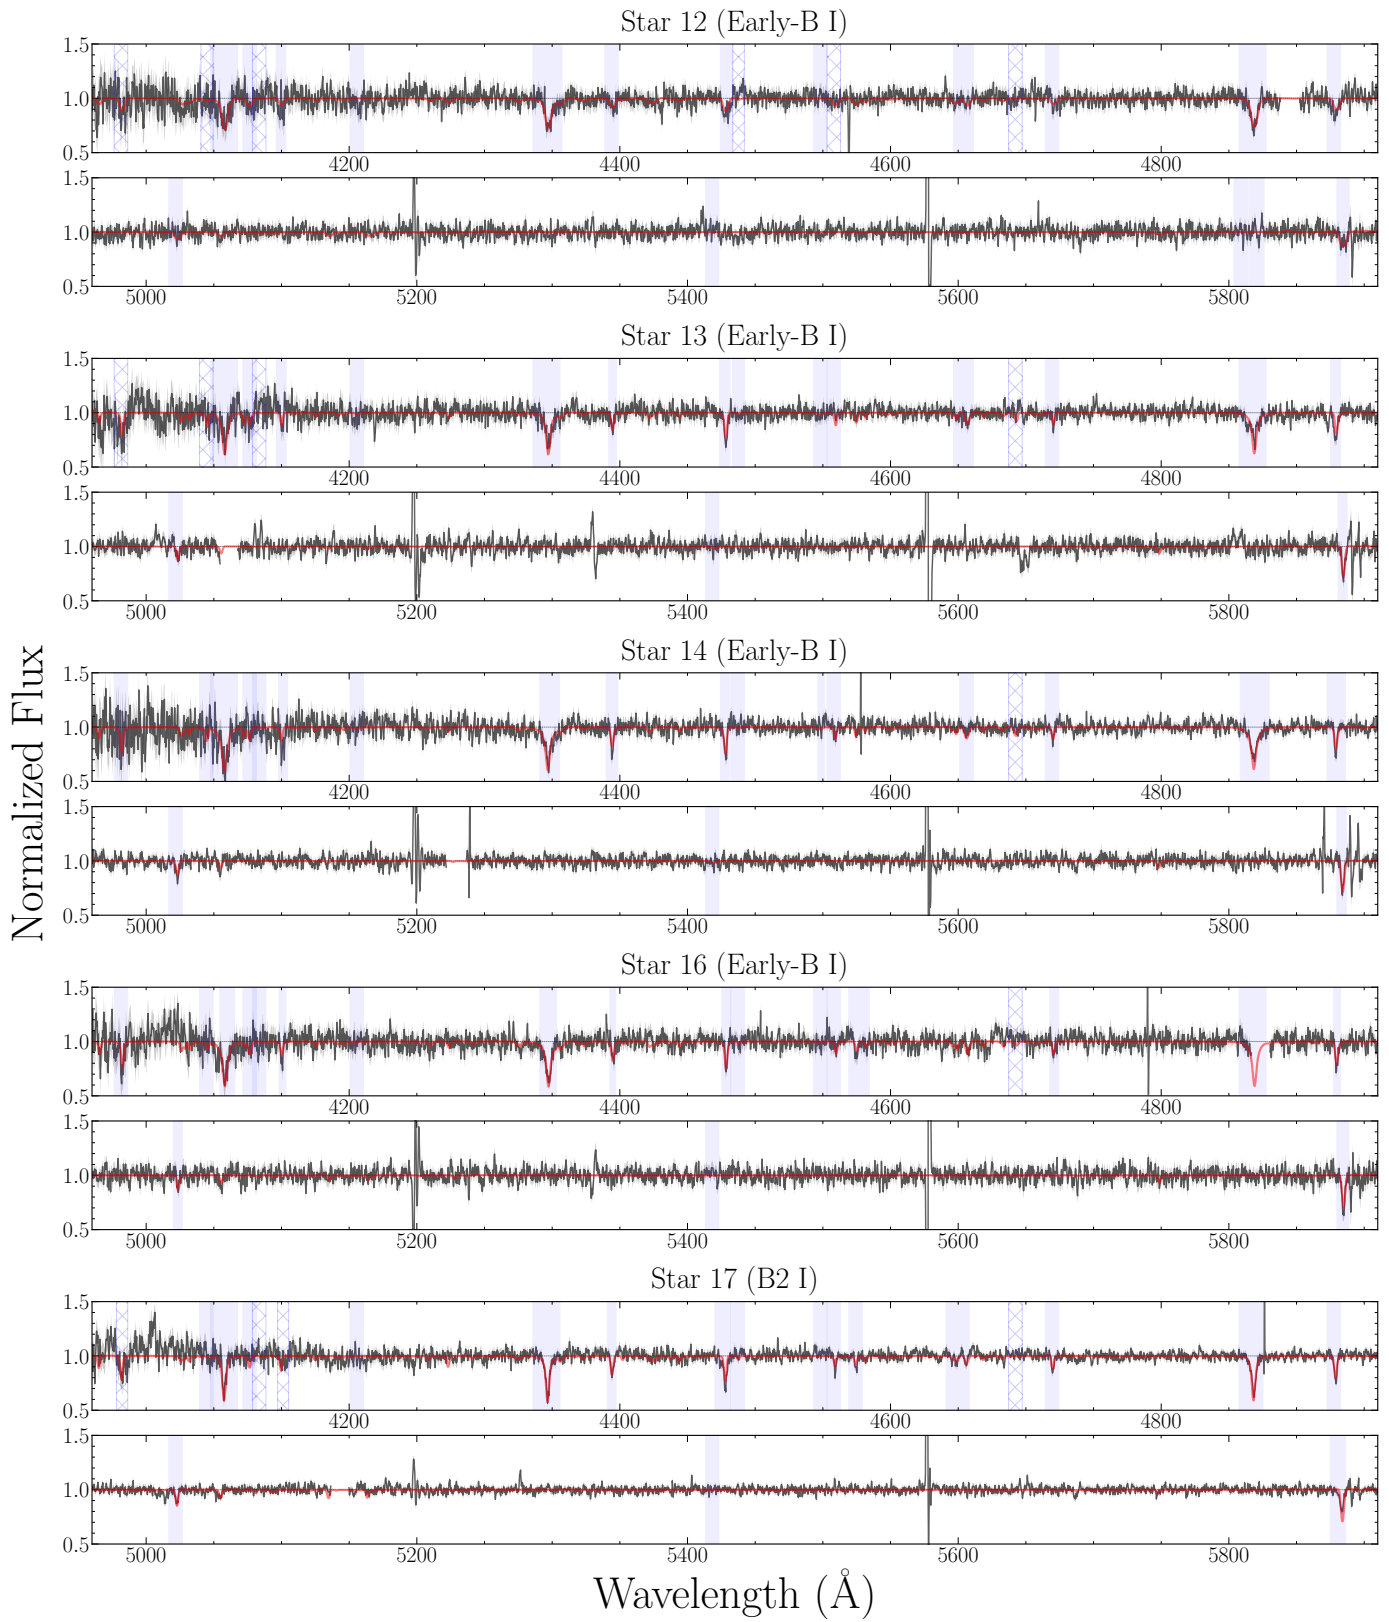 Star 12 (Early-B I)
1.5
1.0
0.5
4200 4400 4600 4800
1.5
1.0
0.5
5000 5200 5400 5600 5800
Star 13 (Early-B I)
1.5
1.0
0.5
4200 4400 4600 4800
1.5
1.0
0.5
5000 5200 5400 5600 5800
Star 14 (Early-B I)
1.5
1.0
0.5
4200 4400 4600 4800
1.5
1.0
0.5
5000 5200 5400 5600 5800
Star 16 (Early-B I)
1.5
1.0
0.5
4200 4400 4600 4800
1.5
1.0
0.5
5000 5200 5400 5600 5800
Star 17 (B2 I)
1.5
1.0
0.5
4200 4400 4600 4800
1.5
1.0
0.5
5000 5200 5400 5600 5800
Normalized Flux
Wavelength (Å)